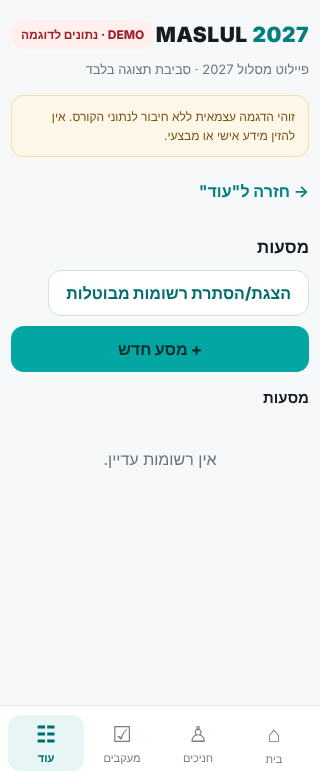 MASLUL 2027
DEMO · נתונים לדוגמה
פיילוט מסלול 2027 · סביבת תצוגה בלבד
זוהי הדגמה עצמאית ללא חיבור לנתוני הקורס. אין
להזין מידע אישי או מבצעי.
→ חזרה ל"עוד"
מסעות
הצגת/הסתרת רשומות מבוטלות
+ מסע חדש
מסעות
אין רשומות עדיין.
בית
חניכים
מעקבים
עוד